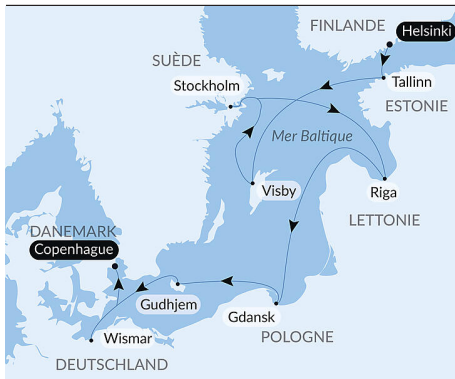 FINLANDE
Helsinki
SUÈDE
Tallinn
Stockholm
ESTONIE
Mer Baltique
Visby
Riga
LETTONIE
DANEMARK
Copenhague
Gudhjem
Gdansk
POLOGNE
Wismar
DEUTSCHLAND